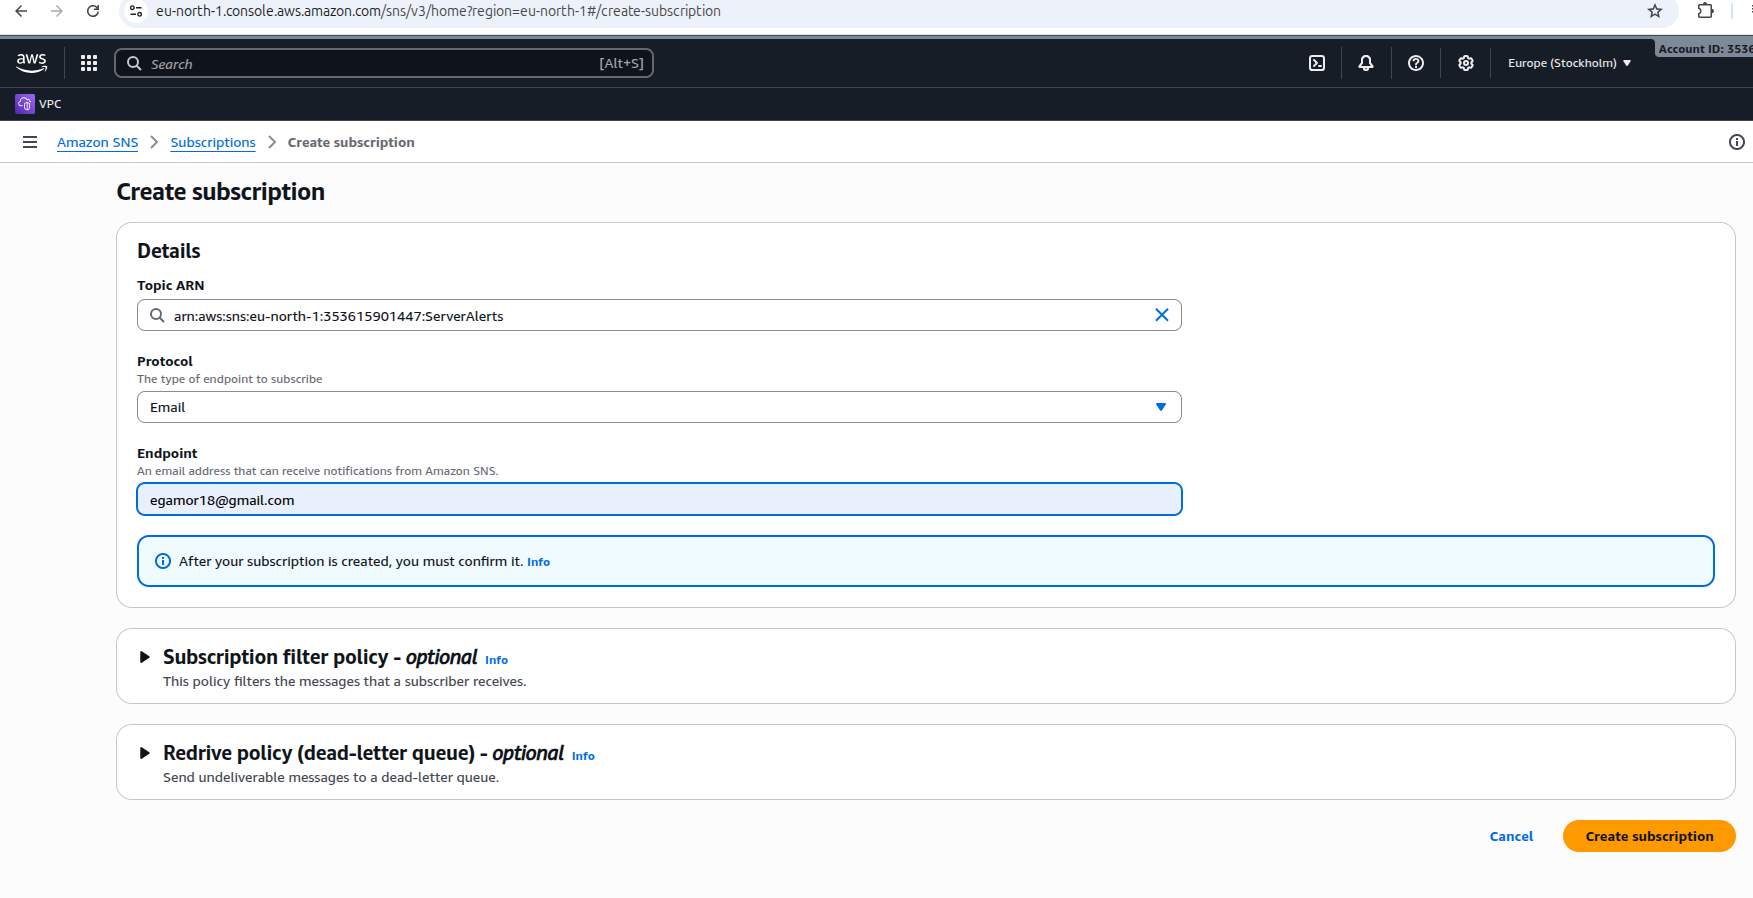 eu-north-1.console.aws.amazon.com/sns/v3/home?region=eu-north-1#/create-subscription
aws
Search
[Alt+S]
Europe (Stockholm)
Account ID: 3536
VPC
Amazon SNS
Subscriptions
Create subscription
Create subscription
Details
Topic ARN
arn:aws:sns:eu-north-1:353615901447:ServerAlerts
Protocol
The type of endpoint to subscribe
Email
Endpoint
An email address that can receive notifications from Amazon SNS.
egamor18@gmail.com
After your subscription is created, you must confirm it. Info
Subscription filter policy - optional Info
This policy filters the messages that a subscriber receives.
Redrive policy (dead-letter queue) - optional Info
Send undeliverable messages to a dead-letter queue.
Cancel
Create subscription